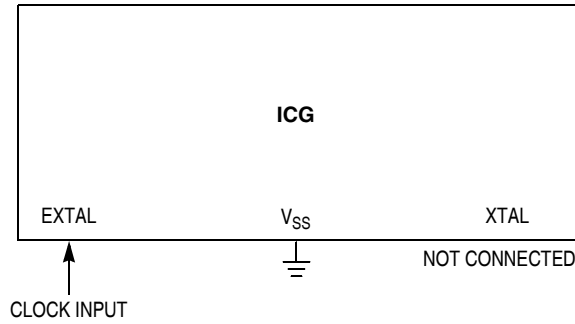 ICG
EXTAL
VSS
XTAL
NOT CONNECTED
CLOCK INPUT